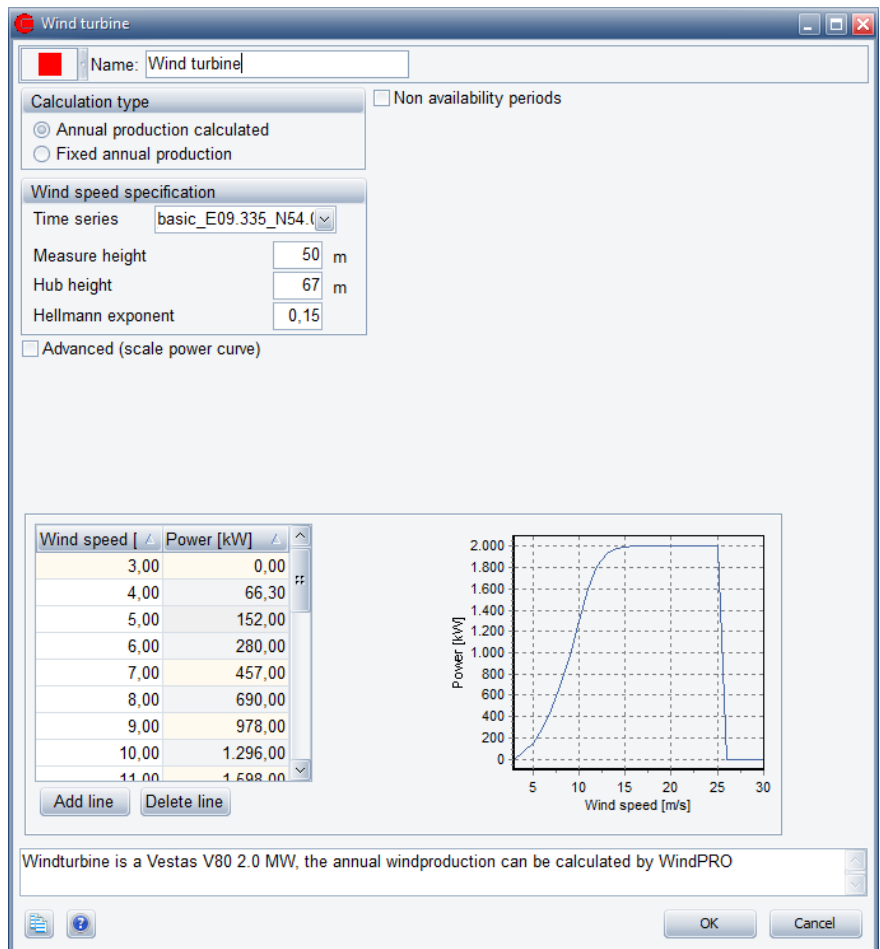 Wind turbine
Name: Wind turbine
Calculation type
Non availability periods
Annual production calculated
Fixed annual production
Wind speed specification
Time series basic_E09.335_N54.(
Measure height 50 m
Hub height 67 m
Hellmann exponent 0,15
Advanced (scale power curve)
Wind speed [ Power [kW]
3,00 0,00
4,00 66,30
5,00 152,00
6,00 280,00
7,00 457,00
8,00 690,00
9,00 978,00
10,00 1.296,00
11,00 1.598,00
Add line Delete line
Power [kW]
2.000
1.800
1.600
1.400
1.200
1.000
800
600
400
200
0
5 10 15 20 25 30
Wind speed [m/s]
Windturbine is a Vestas V80 2.0 MW, the annual windproduction can be calculated by WindPRO
OK Cancel